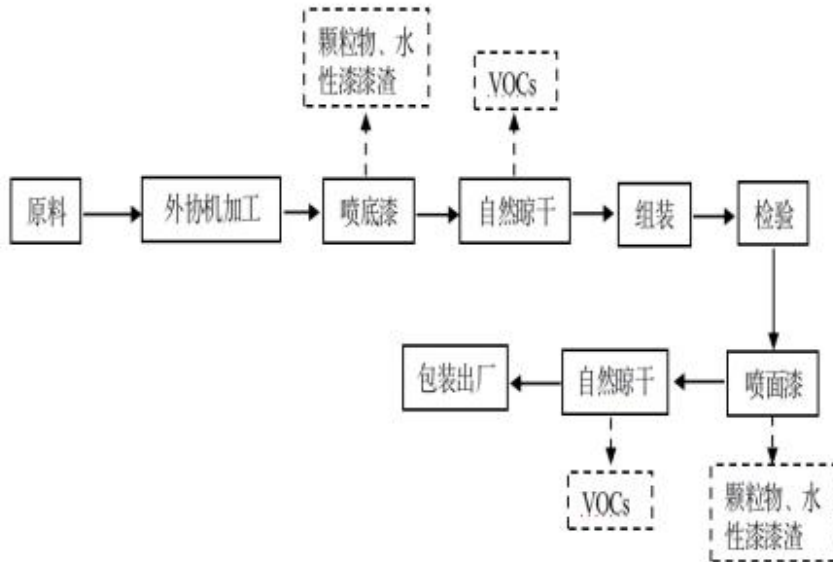 颗粒物、水
性漆漆渣
VOCs
原料
外协机加工
喷底漆
自然晾干
组装
检验
包装出厂
自然晾干
喷面漆
VOCs
颗粒物、水
性漆漆渣